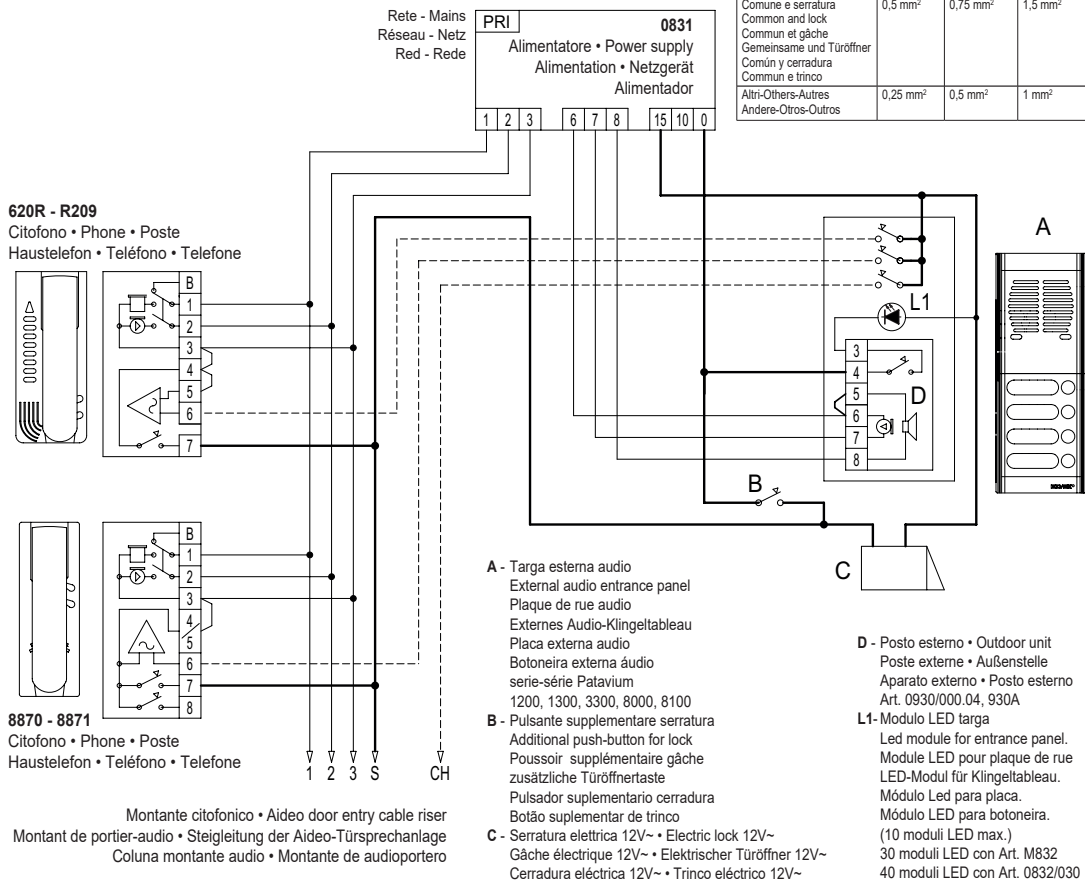 Rete - Mains
Réseau - Netz
Red - Rede
PRI
0831
Alimentatore • Power supply
Alimentation • Netzgerät
Alimentador
1 2 3 6 7 8 15 10 0
Comune e serratura
Common and lock
Commun et gâche
Gemeinsame und Türöffner
Común y cerradura
Commun e trinco
0,5 mm² 0,75 mm² 1,5 mm²
Altri-Others-Autres
Andere-Otros-Outros
0,25 mm² 0,5 mm² 1 mm²
620R - R209
Citofono • Phone • Poste
Haustelefon • Teléfono • Telefone
B
1
2
3
4
5
6
7
A
L1
3
4
5
6
7
8
D
B
C
B
1
2
3
4
5
6
7
8
8870 - 8871
Citofono • Phone • Poste
Haustelefon • Teléfono • Telefone
1 2 3 S CH
Montante citofonico • Aideo door entry cable riser
Montant de portier-audio • Steigleitung der Aideo-Türsprechanlage
Coluna montante audio • Montante de audioportero
A - Targa esterna audio
External audio entrance panel
Plaque de rue audio
Externes Audio-Klingeltableau
Placa externa audio
Botoneira externa áudio
serie-série Patavium
1200, 1300, 3300, 8000, 8100
B - Pulsante supplementare serratura
Additional push-button for lock
Poussoir supplémentaire gâche
zusätzliche Türöffnertaste
Pulsador suplementario cerradura
Botão suplementar de trinco
C - Serratura elettrica 12V~ • Electric lock 12V~
Gâche électrique 12V~ • Elektrischer Türöffner 12V~
Cerradura eléctrica 12V~ • Trinco eléctrico 12V~
D - Posto esterno • Outdoor unit
Poste externe • Außenstelle
Aparato externo • Posto esterno
Art. 0930/000.04, 930A
L1- Modulo LED targa
Led module for entrance panel.
Module LED pour plaque de rue
LED-Modul für Klingeltableau.
Módulo Led para placa.
Módulo LED para botoneira.
(10 moduli LED max.)
30 moduli LED con Art. M832
40 moduli LED con Art. 0832/030